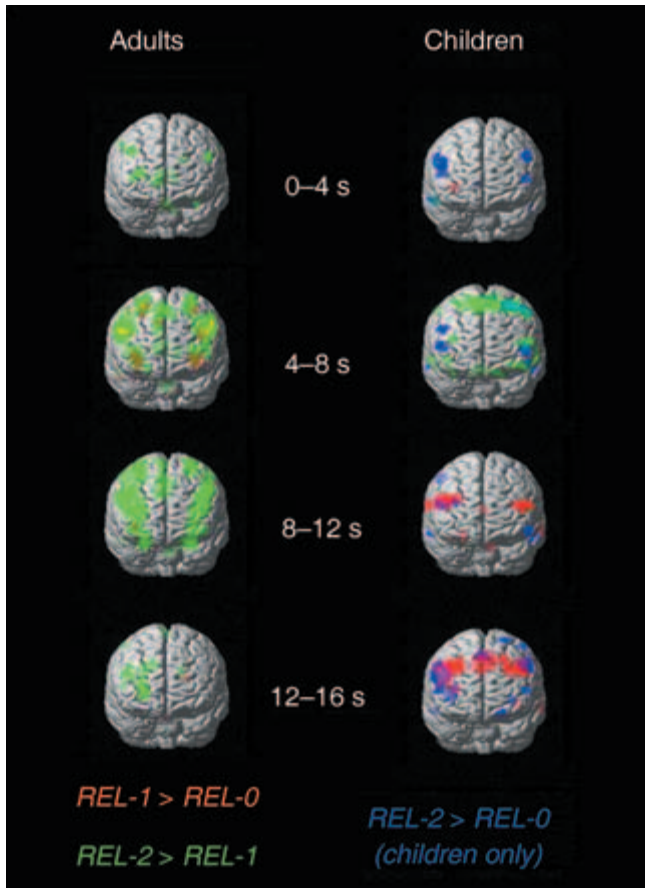 Adults
Children
0–4 s
4–8 s
8–12 s
12–16 s
REL-1 > REL-0
REL-2 > REL-1
REL-2 > REL-0
(children only)